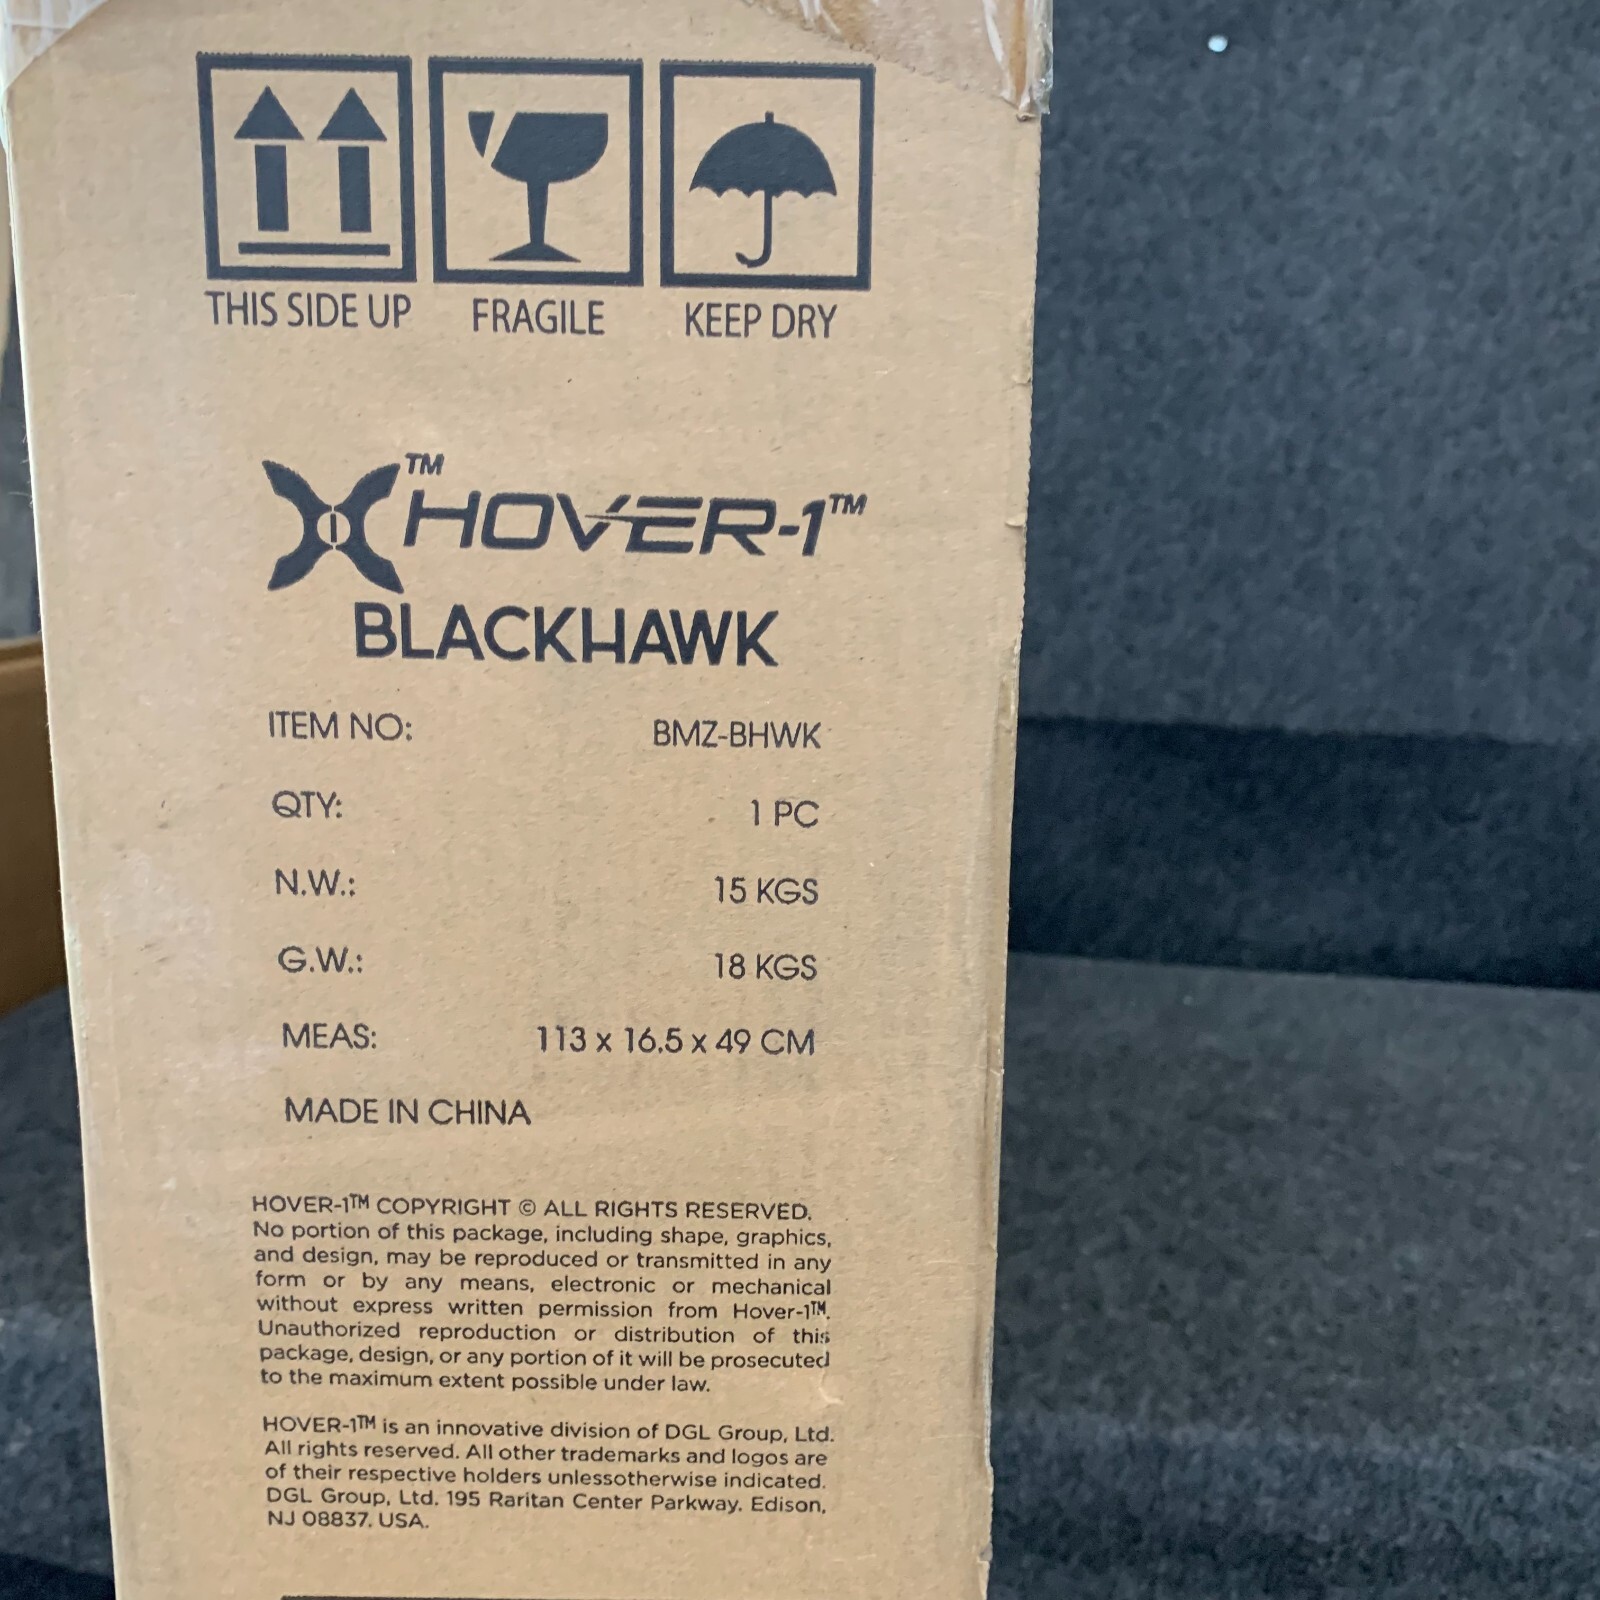 THIS SIDE UP FRAGILE KEEP DRY
™ HOVER-1™
BLACKHAWK
ITEM NO: BMZ-BHWK
QTY: 1 PC
N.W.: 15 KGS
G.W.: 18 KGS
MEAS: 113 x 16.5 x 49 CM
MADE IN CHINA
HOVER-1™ COPYRIGHT © ALL RIGHTS RESERVED.
No portion of this package, including shape, graphics,
and design, may be reproduced or transmitted in any
form or by any means, electronic or mechanical
without express written permission from Hover-1™.
Unauthorized reproduction or distribution of this
package, design, or any portion of it will be prosecuted
to the maximum extent possible under law.
HOVER-1™ is an innovative division of DGL Group, Ltd.
All rights reserved. All other trademarks and logos are
of their respective holders unlessotherwise indicated.
DGL Group, Ltd. 195 Raritan Center Parkway. Edison,
NJ 08837. USA.